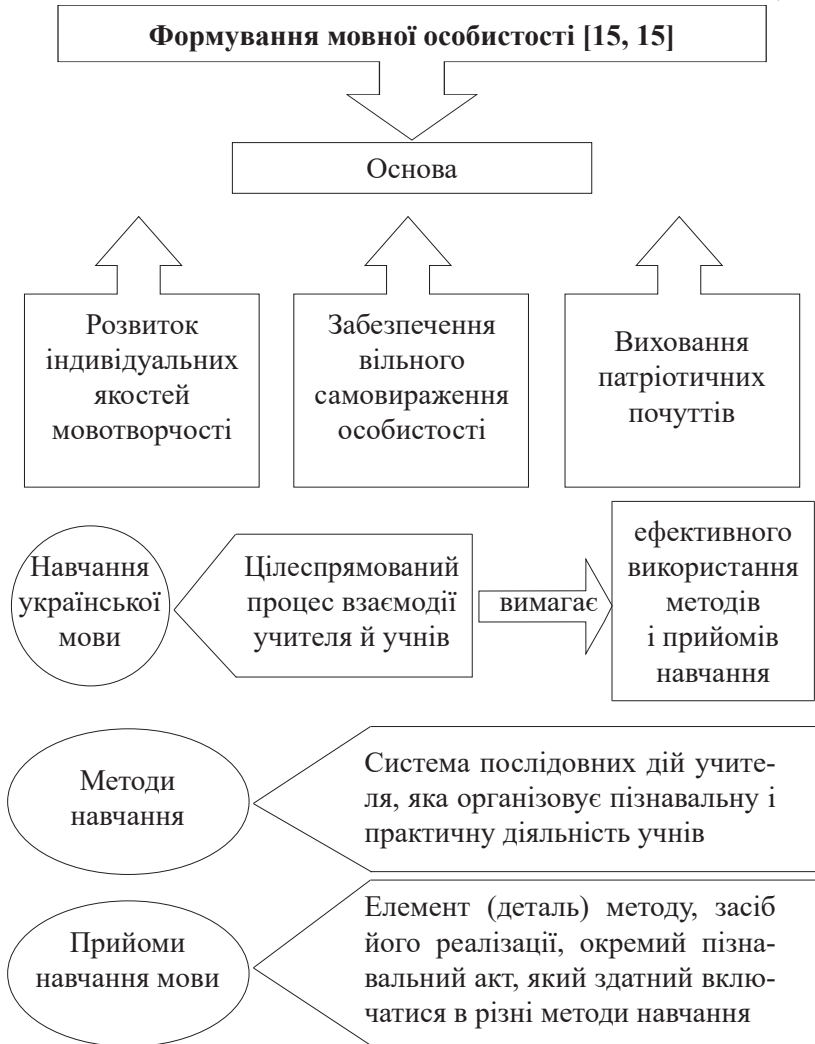 Формування мовної особистості [15, 15]
Основа
Розвиток
індивідуальних
якостей
мовотворчості
Забезпечення
вільного
самовираження
особистості
Виховання
патріотичних
почуттів
Навчання
української
мови
Цілеспрямований
процес взаємодії
учителя й учнів
вимагає
ефективного
використання
методів
і прийомів
навчання
Методи
навчання
Система послідовних дій учите-
ля, яка організовує пізнавальну і
практичну діяльність учнів
Прийоми
навчання мови
Елемент (деталь) методу, засіб
його реалізації, окремий пізна-
вальний акт, який здатний вклю-
чатися в різні методи навчання